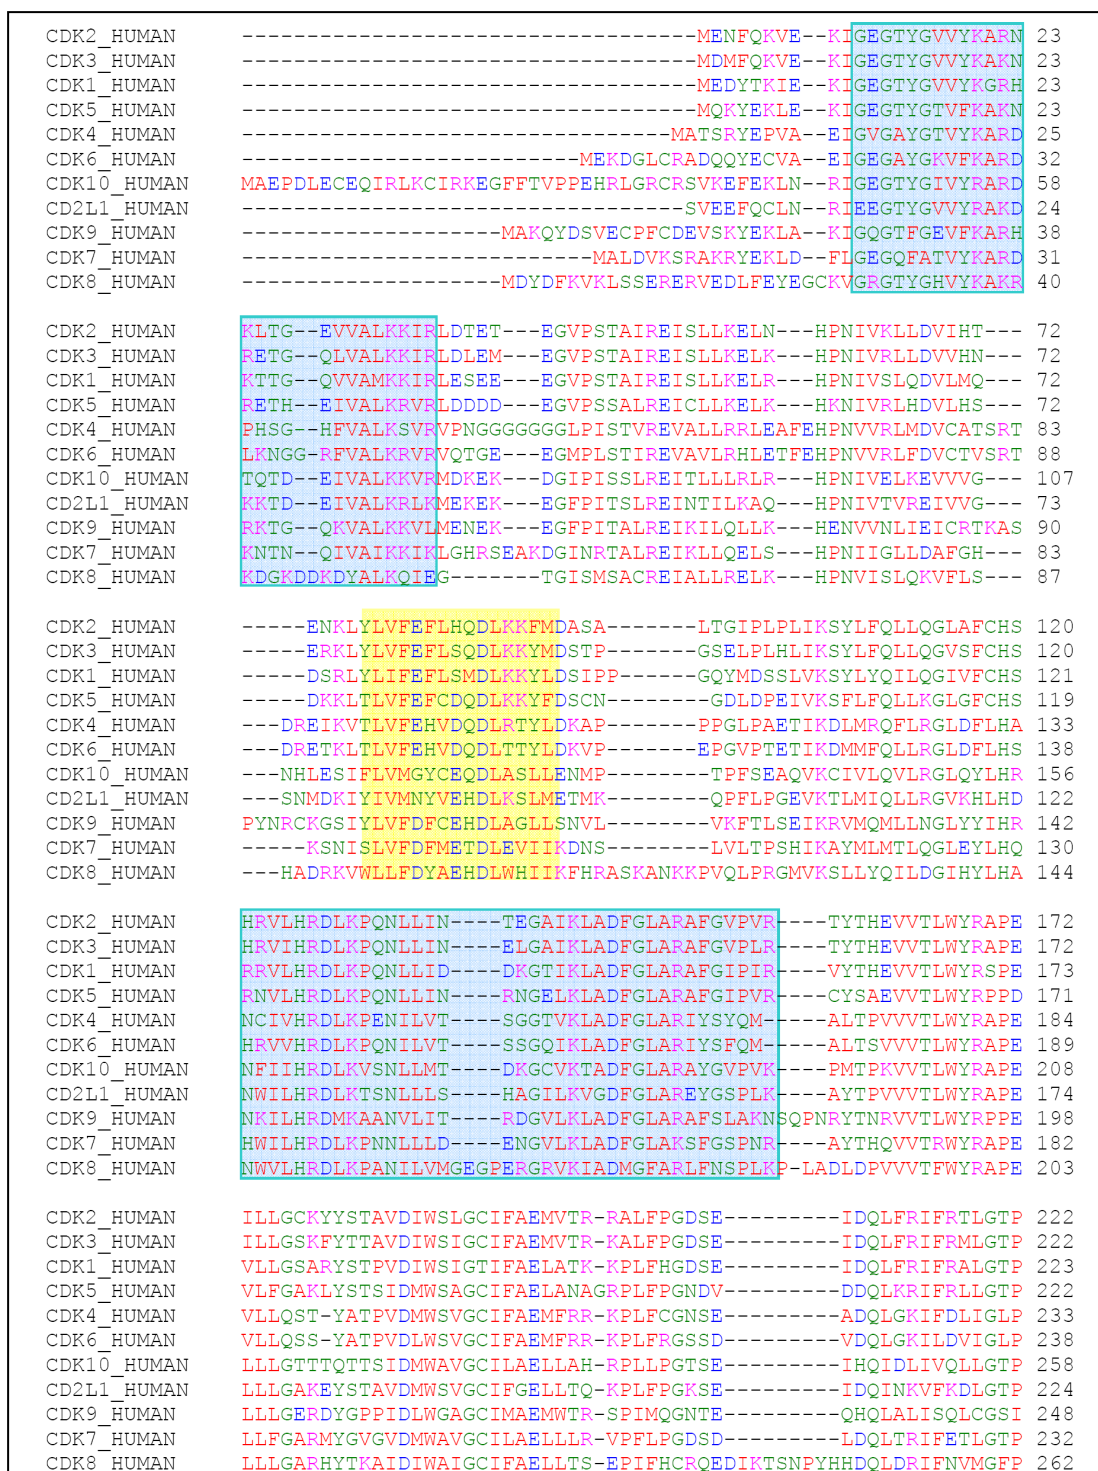 CDK2_HUMAN -----------------------------------MENFQKVE--KIGEGTYGVVYKARN 23
CDK3_HUMAN -----------------------------------MDMFQKVE--KIGEGTYGVVYKAKN 23
CDK1_HUMAN -----------------------------------MEDYTKIE--KIGEGTYGVVYKGRH 23
CDK5_HUMAN -----------------------------------MQKYEKLE--KIGEGTYGTVFKAKN 23
CDK4_HUMAN ---------------------------------MATSRYEPVA--EIGVGAYGTVYKARD 25
CDK6_HUMAN --------------------------MEKDGLCRADQQYECVA--EIGEGAYGKVFKARD 32
CDK10_HUMAN MAEPDLECEQIRLKCIRKEGFFTVPPEHRLGRCRSVKEFEKLN--RIGEGTYGIVYRARD 58
CD2L1_HUMAN ----------------------------------SVEEFQCLN--RIEEGTYGVVYRAKD 24
CDK9_HUMAN --------------------MAKQYDSVECPFCDEVSKYEKLA--KIGQGTFGEVFKARH 38
CDK7_HUMAN ---------------------------MALDVKSRAKRYEKLD--FLGEGQFATVYKARD 31
CDK8_HUMAN --------------------MDYDFKVKLSSERERVEDLFEYEGCKVGRGTYGHVYKAKR 40
CDK2_HUMAN KLTG--EVVALKKIRLDTET---EGVPSTAIREISLLKELN---HPNIVKLLDVIHT--- 72
CDK3_HUMAN RETG--QLVALKKIRLDLEM---EGVPSTAIREISLLKELK---HPNIVRLLDVVHN--- 72
CDK1_HUMAN KTTG--QVVAMKKIRLESEE---EGVPSTAIREISLLKELR---HPNIVSLQDVLMQ--- 72
CDK5_HUMAN RETH--EIVALKRVRLDDDD---EGVPSSALREICLLKELK---HKNIVRLHDVLHS--- 72
CDK4_HUMAN PHSG--HFVALKSVRVPNGGGGGGGLPISTVREVALLRRLEAFEHPNVVRLMDVCATSRT 83
CDK6_HUMAN LKNGG-RFVALKRVRVQTGE---EGMPLSTIREVAVLRHLETFEHPNVVRLFDVCTVSRT 88
CDK10_HUMAN TQTD--EIVALKKVRMDKEK---DGIPISSLREITLLLRLR---HPNIVELKEVVVG--- 107
CD2L1_HUMAN KKTD--EIVALKRLKMEKEK---EGFPITSLREINTILKAQ---HPNIVTVREIVVG--- 73
CDK9_HUMAN RKTG--QKVALKKVLMENEK---EGFPITALREIKILQLLK---HENVVNLIEICRTKAS 90
CDK7_HUMAN KNTN--QIVAIKKIKLGHRSEAKDGINRTALREIKLLQELS---HPNIIGLLDAFGH--- 83
CDK8_HUMAN KDGKDDKDYALKQIEG-------TGISMSACREIALLRELK---HPNVISLQKVFLS--- 87
CDK2_HUMAN -----ENKLYLVFEFLHQDLKKFMDASA-------LTGIPLPLIKSYLFQLLQGLAFCHS 120
CDK3_HUMAN -----ERKLYLVFEFLSQDLKKYMDSTP-------GSELPLHLIKSYLFQLLQGVSFCHS 120
CDK1_HUMAN -----DSRLYLIFEFLSMDLKKYLDSIPP------GQYMDSSLVKSYLYQILQGIVFCHS 121
CDK5_HUMAN -----DKKLTLVFEFCDQDLKKYFDSCN--------GDLDPEIVKSFLFQLLKGLGFCHS 119
CDK4_HUMAN ---DREIKVTLVFEHVDQDLRTYLDKAP-------PPGLPAETIKDLMRQFLRGLDFLHA 133
CDK6_HUMAN ---DRETKLTLVFEHVDQDLTTYLDKVP-------EPGVPTETIKDMMFQLLRGLDFLHS 138
CDK10_HUMAN ---NHLESIFLVMGYCEQDLASLLENMP--------TPFSEAQVKCIVLQVLRGLQYLHR 156
CD2L1_HUMAN ---SNMDKIYIVMNYVEHDLKSLMETMK--------QPFLPGEVKTLMIQLLRGVKHLHD 122
CDK9_HUMAN PYNRCKGSIYLVFDFCEHDLAGLLSNVL--------VKFTLSEIKRVMQMLLNGLYYIHR 142
CDK7_HUMAN -----KSNISLVFDFMETDLEVIIKDNS--------LVLTPSHIKAYMLMTLQGLEYLHQ 130
CDK8_HUMAN ---HADRKVWLLFDYAEHDLWHIIKFHRASKANKKPVQLPRGMVKSLLYQILDGIHYLHA 144
CDK2_HUMAN HRVLHRDLKPQNLLIN----TEGAIKLADFGLARAFGVPVR----TYTHEVVTLWYRAPE 172
CDK3_HUMAN HRVIHRDLKPQNLLIN----ELGAIKLADFGLARAFGVPLR----TYTHEVVTLWYRAPE 172
CDK1_HUMAN RRVLHRDLKPQNLLID----DKGTIKLADFGLARAFGIPIR----VYTHEVVTLWYRSPE 173
CDK5_HUMAN RNVLHRDLKPQNLLIN----RNGELKLADFGLARAFGIPVR----CYSAEVVTLWYRPPD 171
CDK4_HUMAN NCIVHRDLKPENILVT----SGGTVKLADFGLARIYSYQM-----ALTPVVVTLWYRAPE 184
CDK6_HUMAN HRVVHRDLKPQNILVT----SSGQIKLADFGLARIYSFQM-----ALTSVVVTLWYRAPE 189
CDK10_HUMAN NFIIHRDLKVSNLLMT----DKGCVKTADFGLARAYGVPVK----PMTPKVVTLWYRAPE 208
CD2L1_HUMAN NWILHRDLKTSNLLLS----HAGILKVGDFGLAREYGSPLK----AYTPVVVTLWYRAPE 174
CDK9_HUMAN NKILHRDMKAANVLIT----RDGVLKLADFGLARAFSLAKNSQPNRYTNRVVTLWYRPPE 198
CDK7_HUMAN HWILHRDLKPNNLLLD----ENGVLKLADFGLAKSFGSPNR----AYTHQVVTRWYRAPE 182
CDK8_HUMAN NWVLHRDLKPANILVMGEGPERGRVKIADMGFARLFNSPLKP-LADLDPVVVTFWYRAPE 203
CDK2_HUMAN ILLGCKYYSTAVDIWSLGCIFAEMVTR-RALFPGDSE---------IDQLFRIFRTLGTP 222
CDK3_HUMAN ILLGSKFYTTAVDIWSIGCIFAEMVTR-KALFPGDSE---------IDQLFRIFRMLGTP 222
CDK1_HUMAN VLLGSARYSTPVDIWSIGTIFAELATK-KPLFHGDSE---------IDQLFRIFRALGTP 223
CDK5_HUMAN VLFGAKLYSTSIDMWSAGCIFAELANAGRPLFPGNDV---------DDQLKRIFRLLGTP 222
CDK4_HUMAN VLLQST-YATPVDMWSVGCIFAEMFRR-KPLFCGNSE---------ADQLGKIFDLIGLP 233
CDK6_HUMAN VLLQSS-YATPVDLWSVGCIFAEMFRR-KPLFRGSSD---------VDQLGKILDVIGLP 238
CDK10_HUMAN LLLGTTTQTTSIDMWAVGCILAELLAH-RPLLPGTSE---------IHQIDLIVQLLGTP 258
CD2L1_HUMAN LLLGAKEYSTAVDMWSVGCIFGELLTQ-KPLFPGKSE---------IDQINKVFKDLGTP 224
CDK9_HUMAN LLLGERDYGPPIDLWGAGCIMAEMWTR-SPIMQGNTE---------QHQLALISQLCGSI 248
CDK7_HUMAN LLFGARMYGVGVDMWAVGCILAELLLR-VPFLPGDSD---------LDQLTRIFETLGTP 232
CDK8_HUMAN LLLGARHYTKAIDIWAIGCIFAELLTS-EPIFHCRQEDIKTSNPYHHDQLDRIFNVMGFP 262